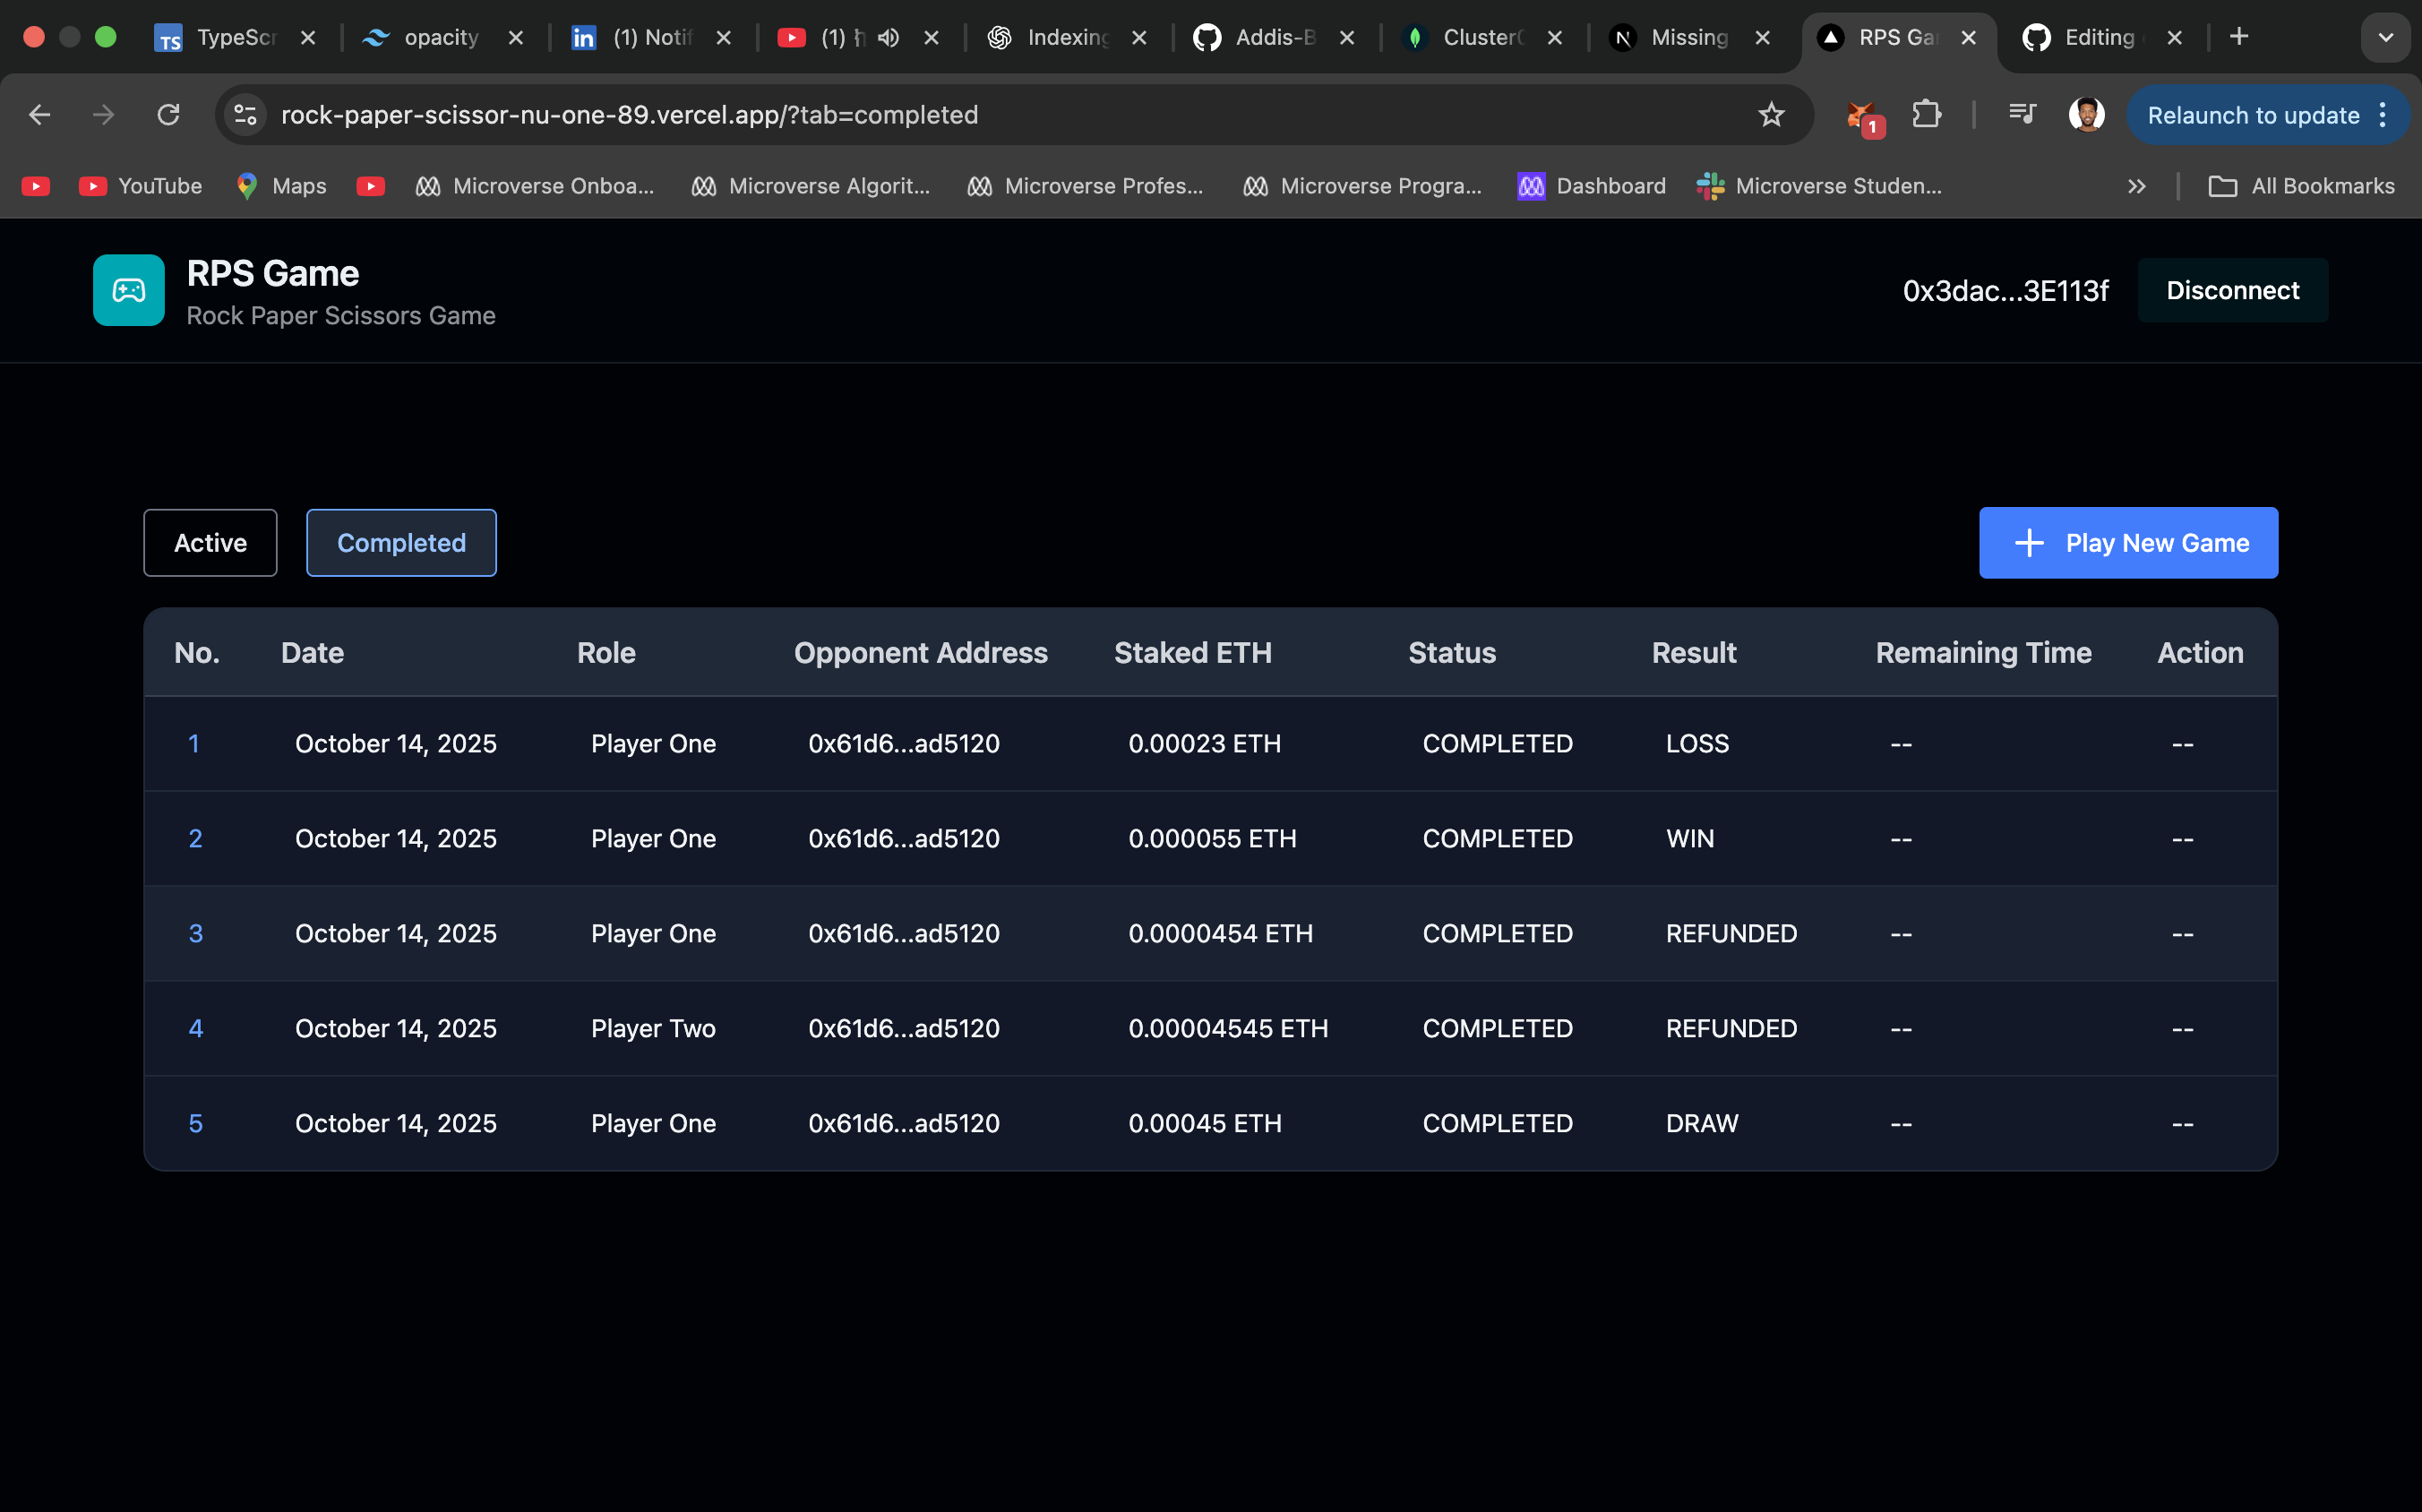 TS TypeScr
opacity
in (1) Notif
(1)
Indexing
Addis-B
Cluster
N Missing
RPS Ga
Editing
rock-paper-scissor-nu-one-89.vercel.app/?tab=completed
1
Relaunch to update
YouTube
Maps
Microverse Onboa...
Microverse Algorit...
Microverse Profes...
Microverse Progra...
Dashboard
Microverse Studen...
All Bookmarks
RPS Game
Rock Paper Scissors Game
0x3dac...3E113f
Disconnect
Active
Completed
Play New Game
No. Date Role Opponent Address Staked ETH Status Result Remaining Time Action
1 October 14, 2025 Player One 0x61d6...ad5120 0.00023 ETH COMPLETED LOSS -- --
2 October 14, 2025 Player One 0x61d6...ad5120 0.000055 ETH COMPLETED WIN -- --
3 October 14, 2025 Player One 0x61d6...ad5120 0.0000454 ETH COMPLETED REFUNDED -- --
4 October 14, 2025 Player Two 0x61d6...ad5120 0.00004545 ETH COMPLETED REFUNDED -- --
5 October 14, 2025 Player One 0x61d6...ad5120 0.00045 ETH COMPLETED DRAW -- --